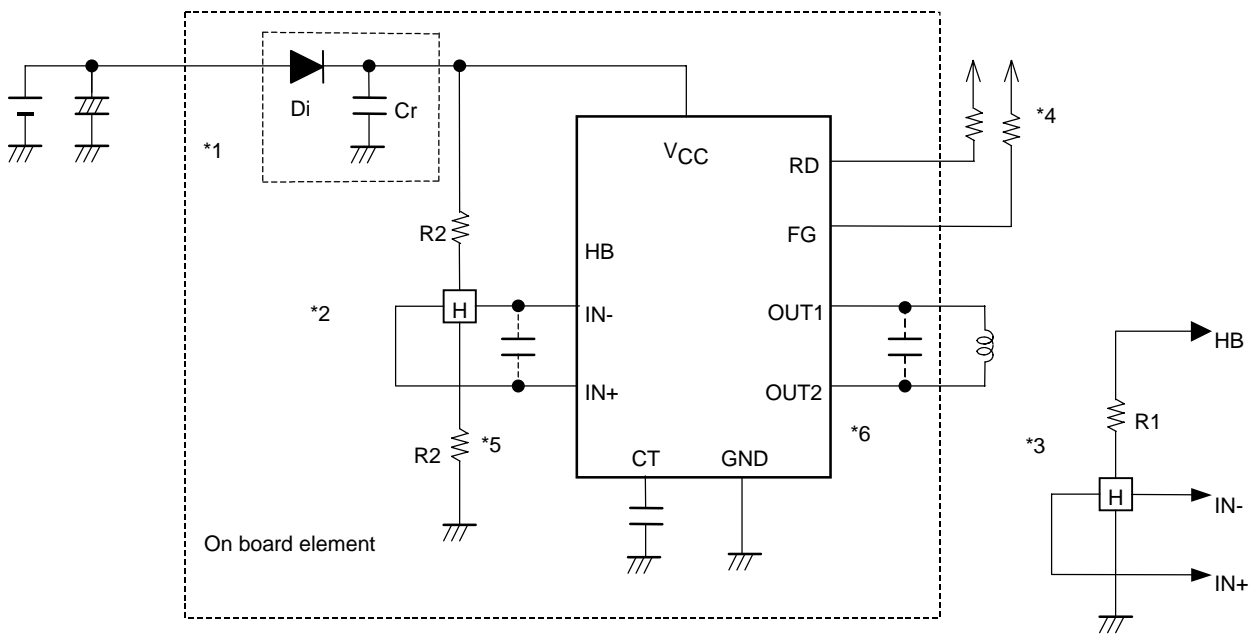 Di
Cr
*1
*4
VCC
RD
R2
FG
HB
*2
H
IN-
OUT1
HB
IN+
OUT2
R1
R2
*5
*6
*3
CT
GND
H
IN-
On board element
IN+